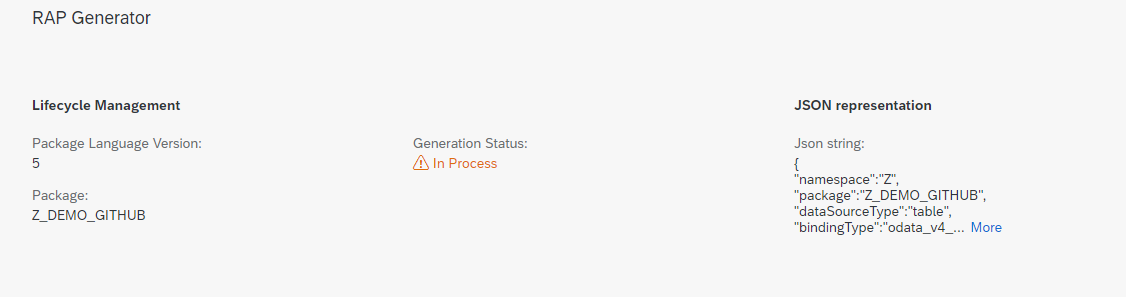 RAP Generator
Lifecycle Management
Package Language Version:
5
Package:
Z_DEMO_GITHUB
Generation Status:
In Process
JSON representation
Json string:
{
"namespace":"Z",
"package":"Z_DEMO_GITHUB",
"dataSourceType":"table",
"bindingType":"odata_v4_... More